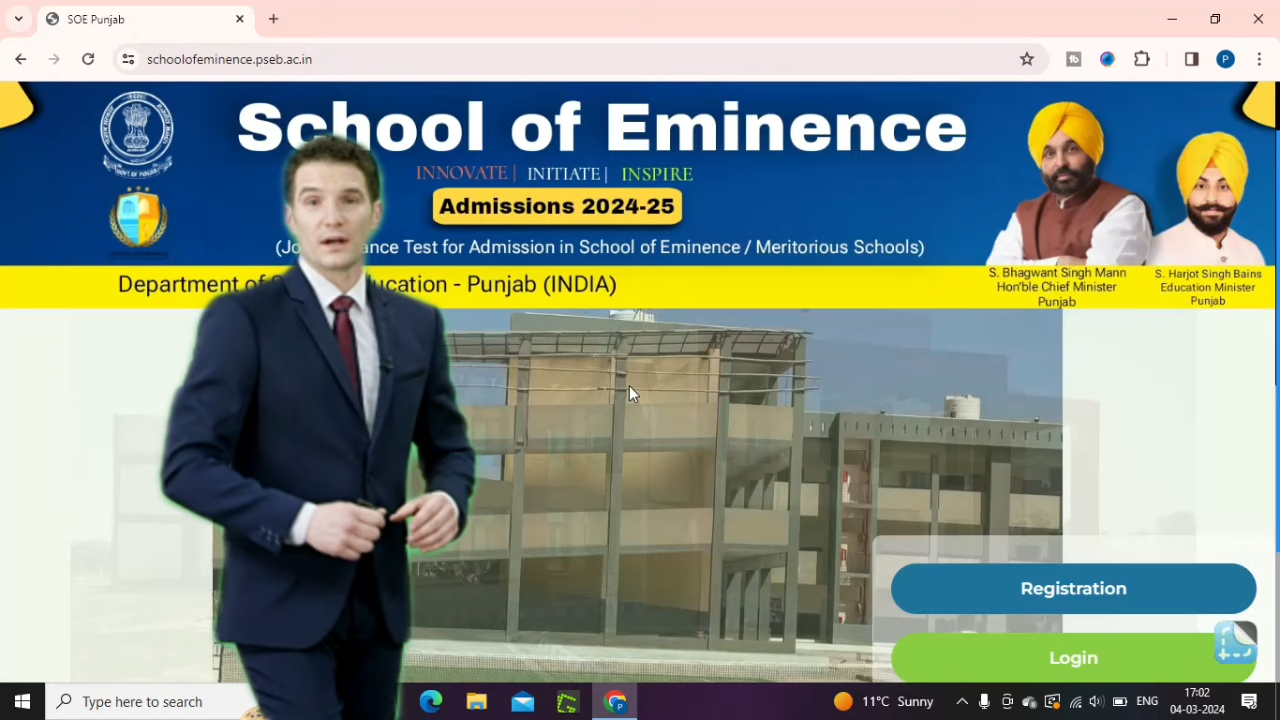 SOE Punjab
schoolofeminence.pseb.ac.in
School of Eminence
INNOVATE | INITIATE | INSPIRE
Admissions 2024-25
ance Test for Admission in School of Eminence / Meritorious Schools)
Department of
ucation - Punjab (INDIA)
S. Bhagwant Singh Mann
Hon'ble Chief Minister
Punjab
S. Harjot Singh Bains
Education Minister
Punjab
Registration
Login
Type here to search
11°C Sunny
ENG
17:02
04-03-2024